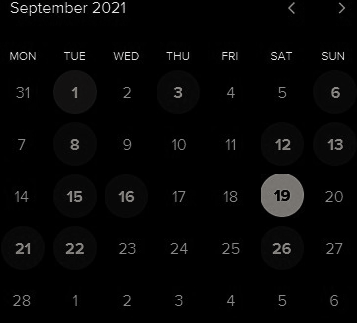 September 2021
MON TUE WED THU FRI SAT SUN
31 1 2 3 4 5 6
7 8 9 10 11 12 13
14 15 16 17 18 19 20
21 22 23 24 25 26 27
28 1 2 3 4 5 6